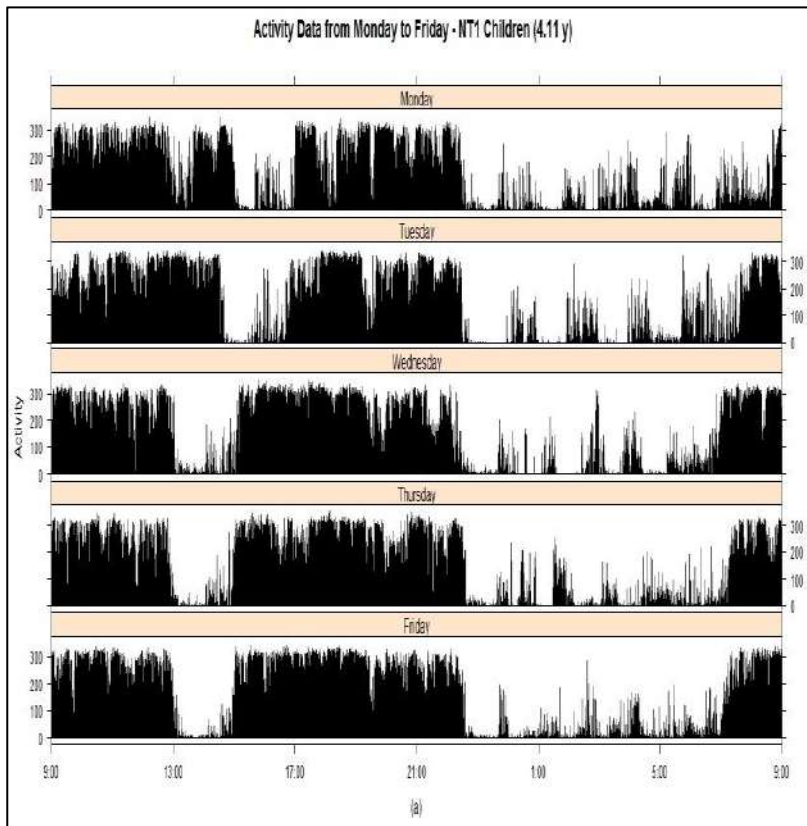 Activity Data from Monday to Friday - NT1 Children (4.11 y)
Monday
300
200
100
0
Tuesday
300
200
100
0
Wednesday
300
200
100
0
Thursday
300
200
100
0
Friday
300
200
100
0
Activity
9:00 13:00 17:00 21:00 1:00 5:00 9:00
(a)